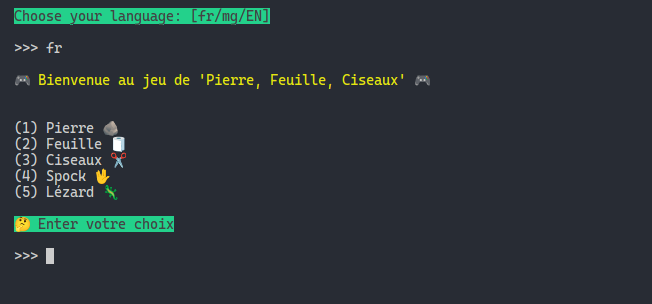 Choose your language: [fr/mg/EN]
>>> fr
🎮 Bienvenue au jeu de 'Pierre, Feuille, Ciseaux' 🎮
(1) Pierre 🪨
(2) Feuille 🧻
(3) Ciseaux ✂️
(4) Spock 🖖
(5) Lézard 🦎
🤔 Enter votre choix
>>>